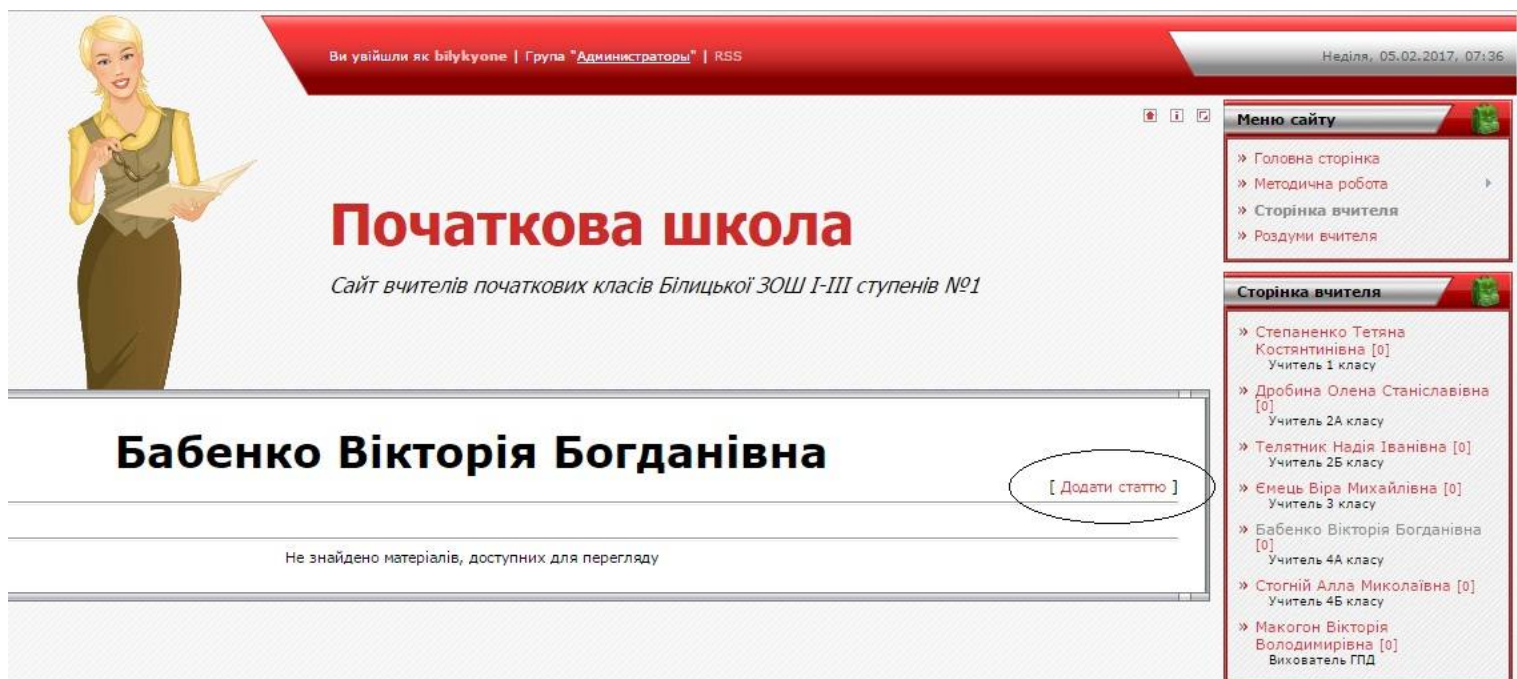 Ви увійшли як bilykyone | Група "Администраторы" | RSS
Неділя, 05.02.2017, 07:36
Початкова школа
Сайт вчителів початкових класів Білицької ЗОШ І-ІІІ ступенів №1
Бабенко Вікторія Богданівна
[ Додати статтю ]
Не знайдено матеріалів, доступних для перегляду
Меню сайту
» Головна сторінка
» Методична робота
» Сторінка вчителя
» Роздуми вчителя
Сторінка вчителя
» Степаненко Тетяна
Костянтинівна [0]
Учитель 1 класу
» Дробина Олена Станіславівна
[0]
Учитель 2А класу
» Телятник Надія Іванівна [0]
Учитель 2Б класу
» Ємець Віра Михайлівна [0]
Учитель 3 класу
» Бабенко Вікторія Богданівна
[0]
Учитель 4А класу
» Стогній Алла Миколаївна [0]
Учитель 4Б класу
» Макогон Вікторія
Володимирівна [0]
Вихователь ГПД